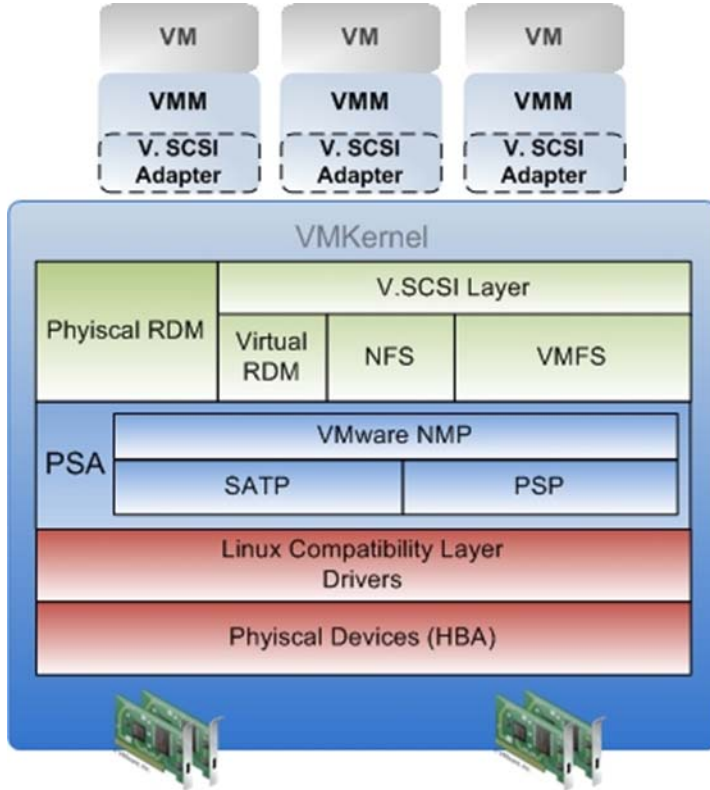 VM
VM
VM
VMM
VMM
VMM
V. SCSI
Adapter
V. SCSI
Adapter
V. SCSI
Adapter
VMKernel
Phyiscal RDM
V.SCSI Layer
Virtual
RDM
NFS
VMFS
PSA
VMware NMP
SATP
PSP
Linux Compatibility Layer
Drivers
Phyiscal Devices (HBA)